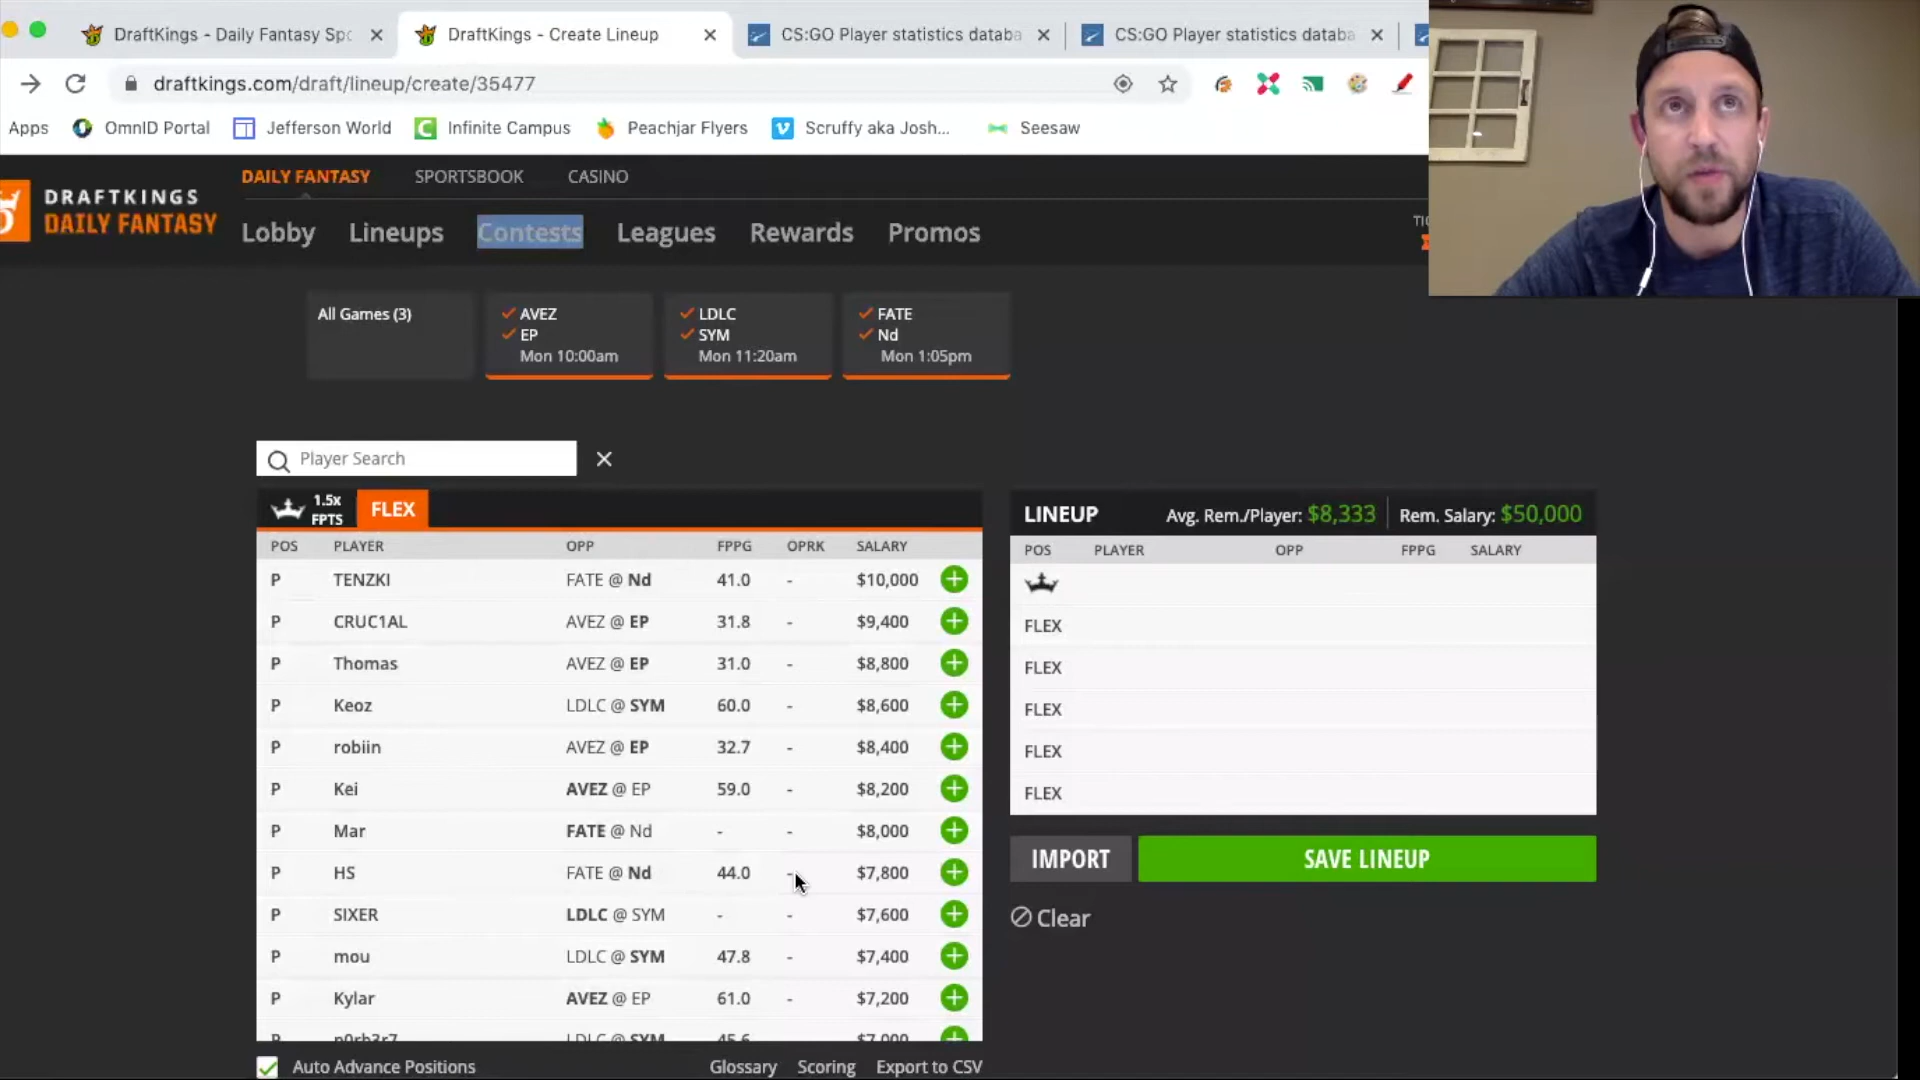 DraftKings - Daily Fantasy Spo
DraftKings - Create Lineup
CS:GO Player statistics databa
CS:GO Player statistics databa
draftkings.com/draft/lineup/create/35477
Apps
OmnID Portal
Jefferson World
Infinite Campus
Peachjar Flyers
Scruffy aka Josh...
Seesaw
DAILY FANTASY SPORTSBOOK CASINO
DRAFTKINGS
DAILY FANTASY
Lobby Lineups Contests Leagues Rewards Promos
All Games (3)
AVEZ
EP
Mon 10:00am
LDLC
SYM
Mon 11:20am
FATE
Nd
Mon 1:05pm
Player Search
1.5x
FPTS
FLEX
POS PLAYER OPP FPPG OPRK SALARY
P TENZKI FATE @ Nd 41.0 - $10,000
P CRUC1AL AVEZ @ EP 31.8 - $9,400
P Thomas AVEZ @ EP 31.0 - $8,800
P Keoz LDLC @ SYM 60.0 - $8,600
P robiin AVEZ @ EP 32.7 - $8,400
P Kei AVEZ @ EP 59.0 - $8,200
P Mar FATE @ Nd - - $8,000
P HS FATE @ Nd 44.0 - $7,800
P SIXER LDLC @ SYM - - $7,600
P mou LDLC @ SYM 47.8 - $7,400
P Kylar AVEZ @ EP 61.0 - $7,200
P n0rb3r7 LDLC @ SYM 45.6 - $7,000
Auto Advance Positions
Glossary Scoring Export to CSV
LINEUP Avg. Rem./Player: $8,333 Rem. Salary: $50,000
POS PLAYER OPP FPPG SALARY
FLEX
FLEX
FLEX
FLEX
FLEX
IMPORT
SAVE LINEUP
Clear